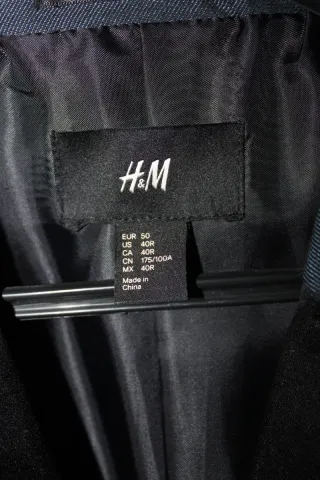 H&M
EUR 50
US 40R
CA 40R
CN 175/100A
MX 40R
Made in
China